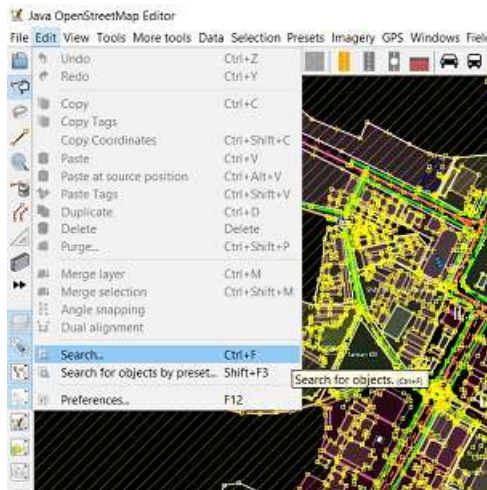 Java OpenStreetMap Editor
File Edit View Tools More tools Data Selection Presets Imagery GPS Windows
Undo Ctrl+Z
Redo Ctrl+Y
Copy Ctrl+C
Copy Tags
Copy Coordinates Ctrl+Shift+C
Paste Ctrl+V
Paste at source position Ctrl+Alt+V
Paste Tags Ctrl+Shift+V
Duplicate Ctrl+D
Delete Delete
Purge... Ctrl+Shift+P
Merge layer Ctrl+M
Merge selection Ctrl+Shift+M
Angle snapping
Dual alignment
Search... Ctrl+F
Search for objects by preset... Shift+F3
Search for objects. (Ctrl+F)
Preferences... F12